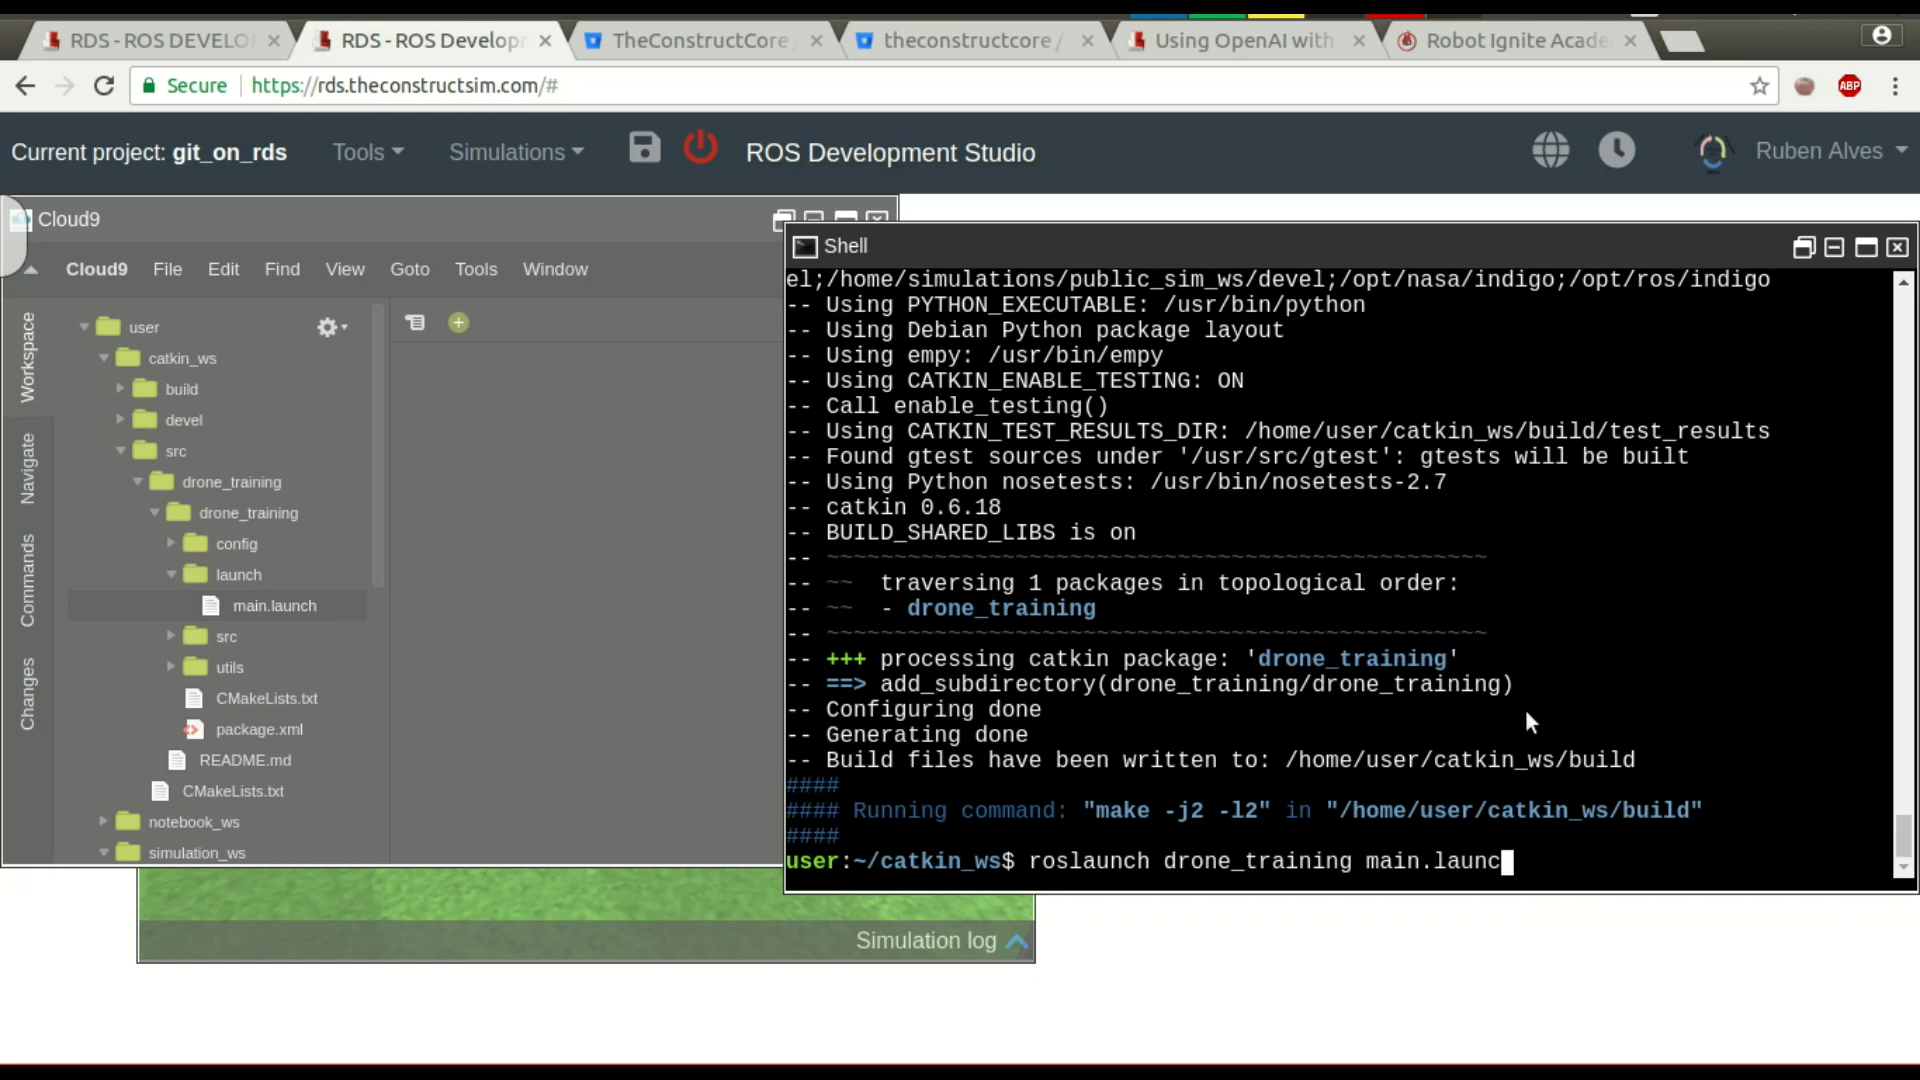 RDS - ROS DEVELO
RDS - ROS Develop
TheConstructCore
theconstructcore /
Using OpenAI with
Robot Ignite Acade
Secure
https://rds.theconstructsim.com/#
ABP
Current project: git_on_rds
Tools
Simulations
ROS Development Studio
Ruben Alves
Cloud9
Cloud9 File Edit Find View Goto Tools Window
Workspace
Navigate
Commands
Changes
user
catkin_ws
build
devel
src
drone_training
drone_training
config
launch
main.launch
src
utils
CMakeLists.txt
package.xml
README.md
CMakeLists.txt
notebook_ws
simulation_ws
Shell
el;/home/simulations/public_sim_ws/devel;/opt/nasa/indigo;/opt/ros/indigo
-- Using PYTHON_EXECUTABLE: /usr/bin/python
-- Using Debian Python package layout
-- Using empy: /usr/bin/empy
-- Using CATKIN_ENABLE_TESTING: ON
-- Call enable_testing()
-- Using CATKIN_TEST_RESULTS_DIR: /home/user/catkin_ws/build/test_results
-- Found gtest sources under '/usr/src/gtest': gtests will be built
-- Using Python nosetests: /usr/bin/nosetests-2.7
-- catkin 0.6.18
-- BUILD_SHARED_LIBS is on
-- ~~~~~~~~~~~~~~~~~~~~~~~~~~~~~~~~~~~~~~~~~~~~~~~~~
-- ~~  traversing 1 packages in topological order:
-- ~~  - drone_training
-- ~~~~~~~~~~~~~~~~~~~~~~~~~~~~~~~~~~~~~~~~~~~~~~~~~
-- +++ processing catkin package: 'drone_training'
-- ==> add_subdirectory(drone_training/drone_training)
-- Configuring done
-- Generating done
-- Build files have been written to: /home/user/catkin_ws/build
####
#### Running command: "make -j2 -l2" in "/home/user/catkin_ws/build"
####
user:~/catkin_ws$ roslaunch drone_training main.launc
Simulation log